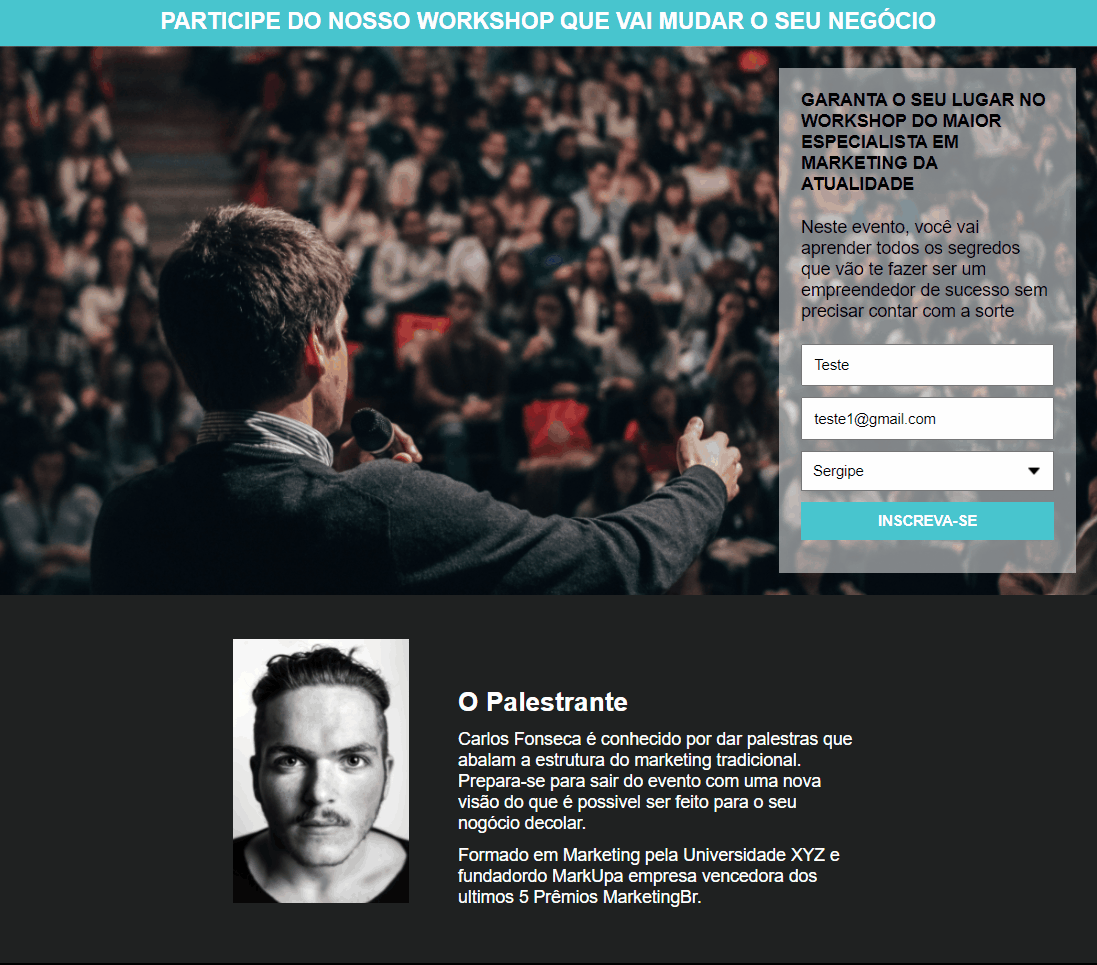 PARTICIPE DO NOSSO WORKSHOP QUE VAI MUDAR O SEU NEGÓCIO
GARANTA O SEU LUGAR NO
WORKSHOP DO MAIOR
ESPECIALISTA EM
MARKETING DA
ATUALIDADE
Neste evento, você vai
aprender todos os segredos
que vão te fazer ser um
empreendedor de sucesso sem
precisar contar com a sorte
Teste
teste1@gmail.com
Sergipe
INSCREVA-SE
O Palestrante
Carlos Fonseca é conhecido por dar palestras que
abalam a estrutura do marketing tradicional.
Prepara-se para sair do evento com uma nova
visão do que é possivel ser feito para o seu
nogócio decolar.
Formado em Marketing pela Universidade XYZ e
fundadordo MarkUpa empresa vencedora dos
ultimos 5 Prêmios MarketingBr.